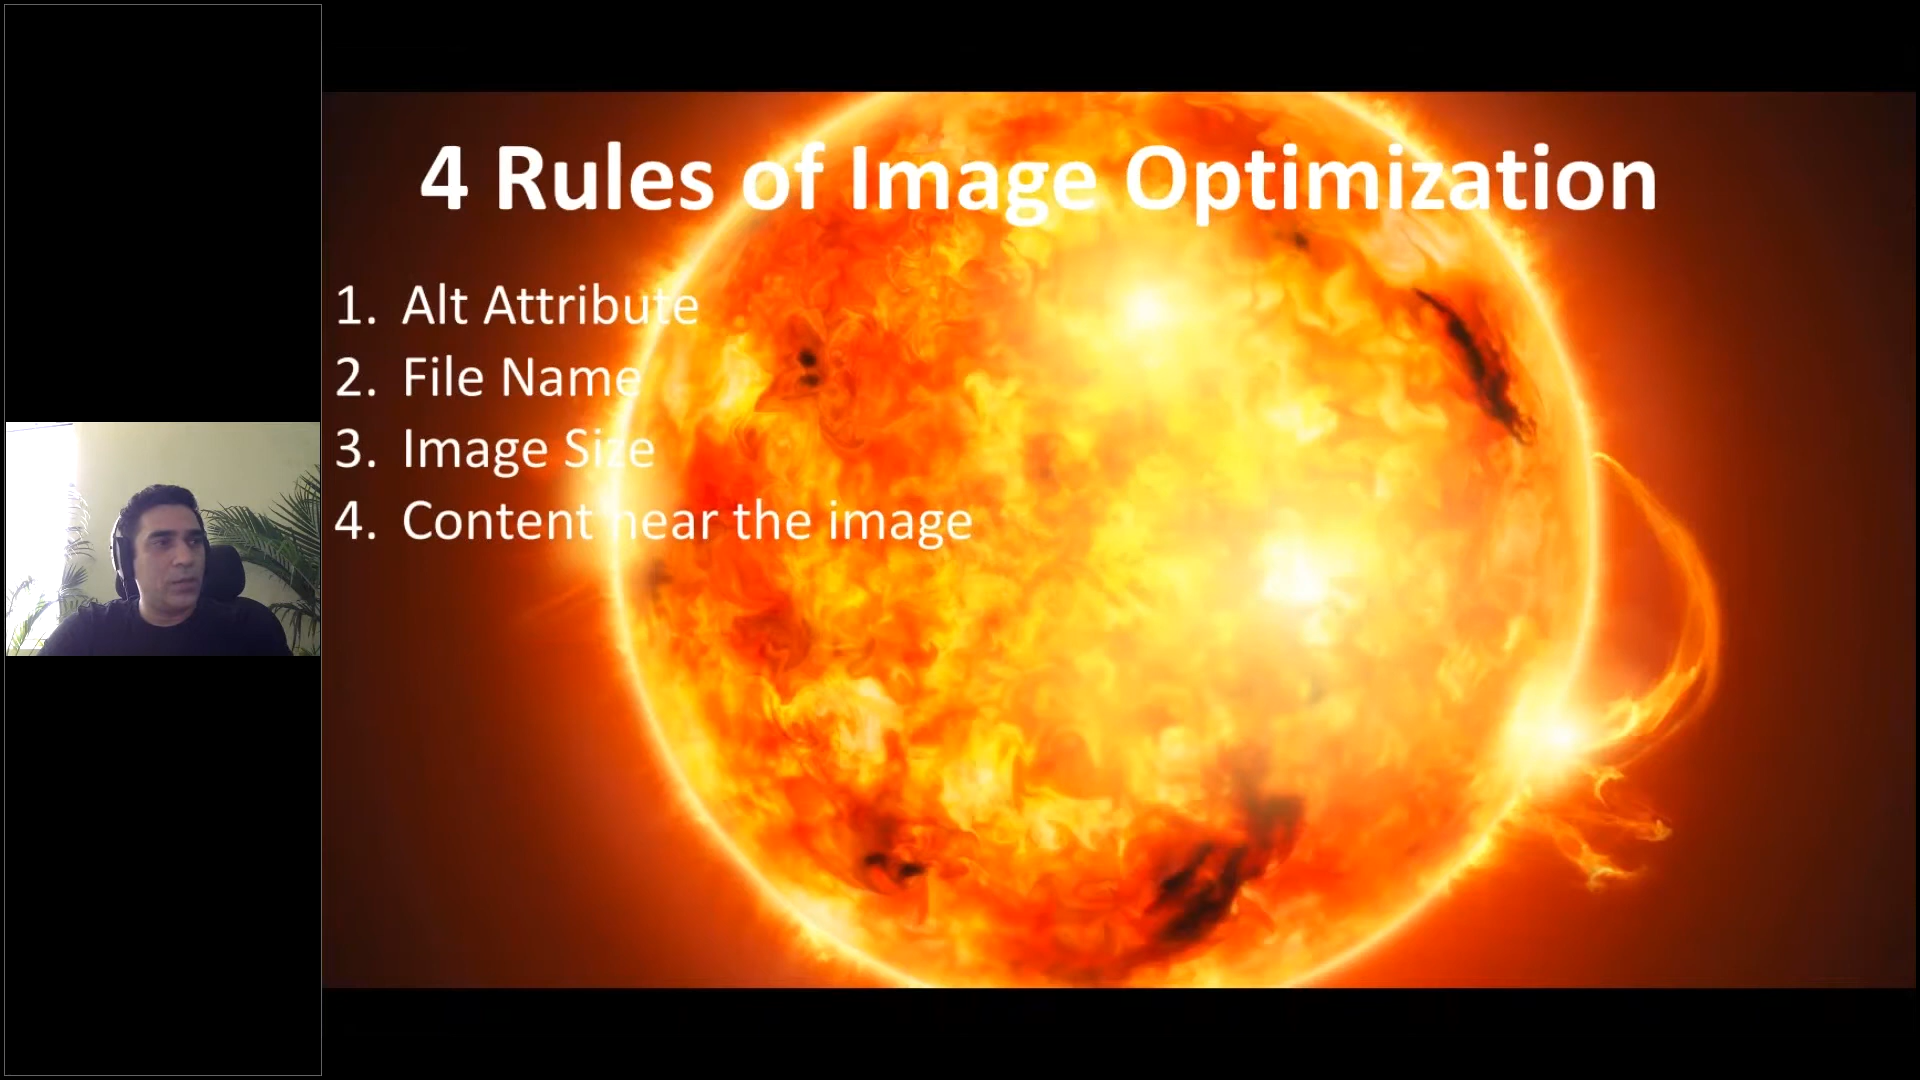 4 Rules of Image Optimization
1. Alt Attribute
2. File Name
3. Image Size
4. Content near the image